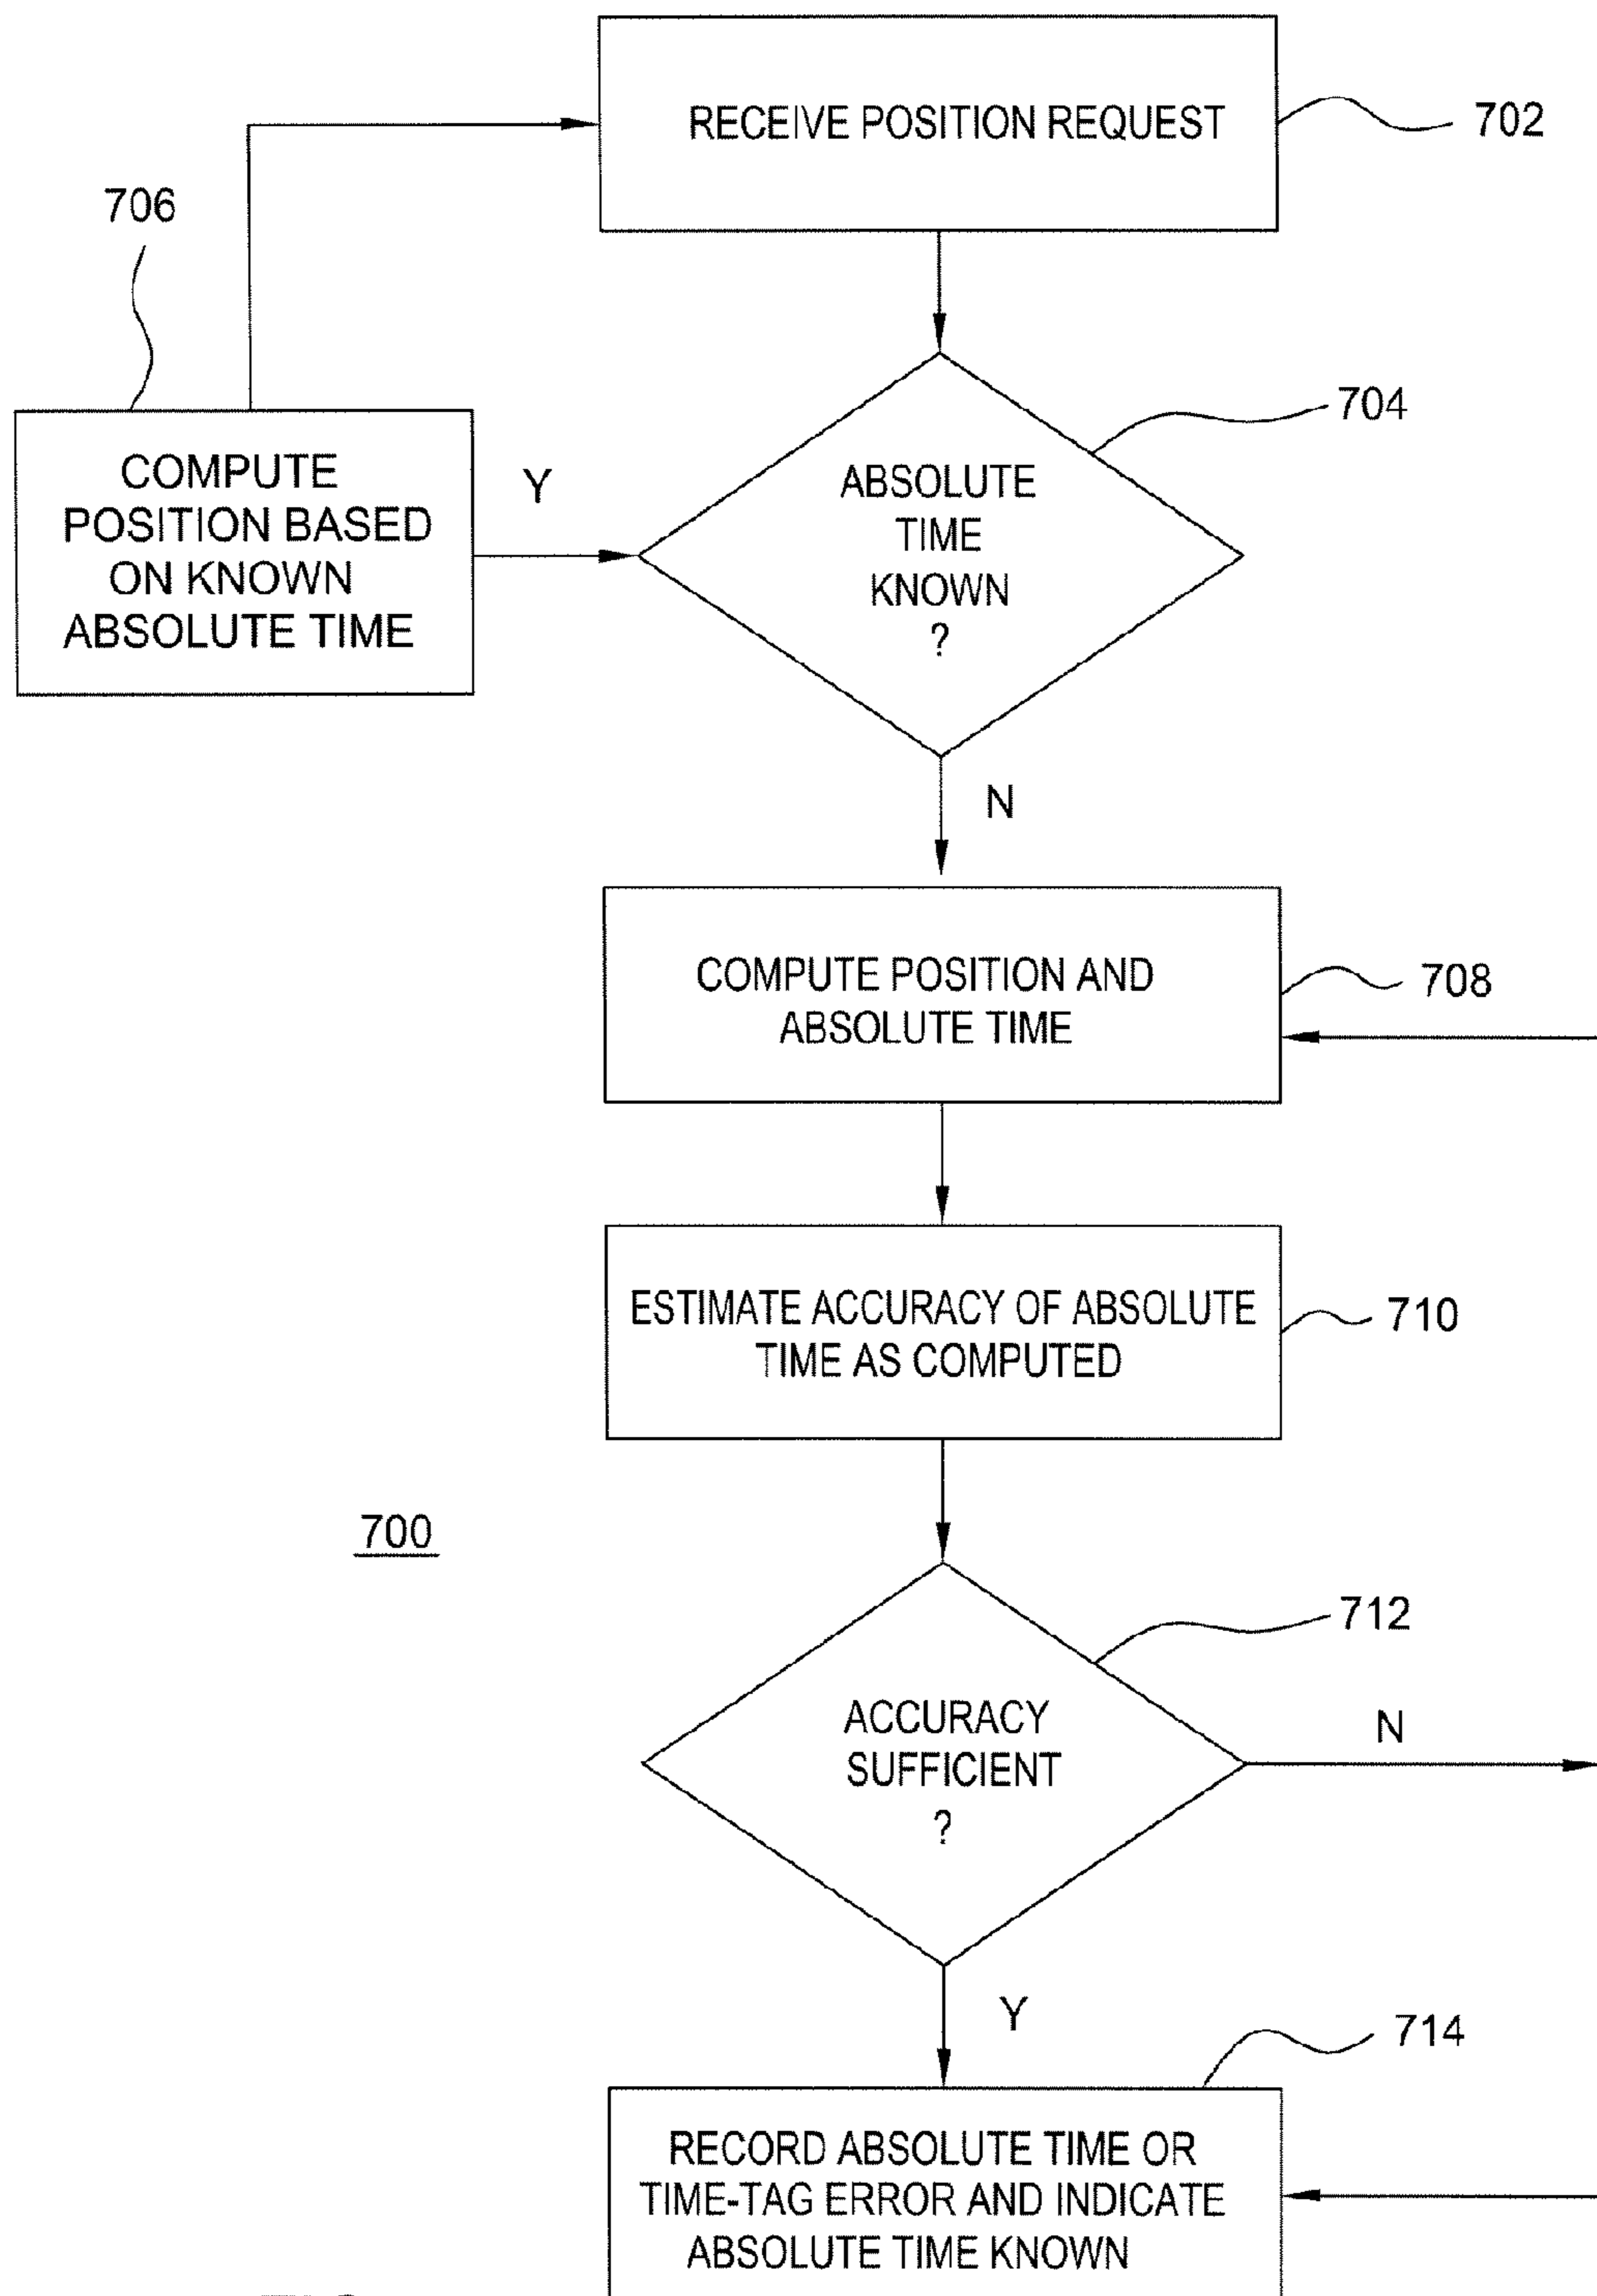 RECEIVE POSITION REQUEST
702
706
704
COMPUTE
POSITION BASED
ON KNOWN
ABSOLUTE TIME
Y
ABSOLUTE
TIME
KNOWN
?
N
COMPUTE POSITION AND
ABSOLUTE TIME
708
ESTIMATE ACCURACY OF ABSOLUTE
TIME AS COMPUTED
710
700
712
ACCURACY
SUFFICIENT
?
N
Y
714
RECORD ABSOLUTE TIME OR
TIME-TAG ERROR AND INDICATE
ABSOLUTE TIME KNOWN